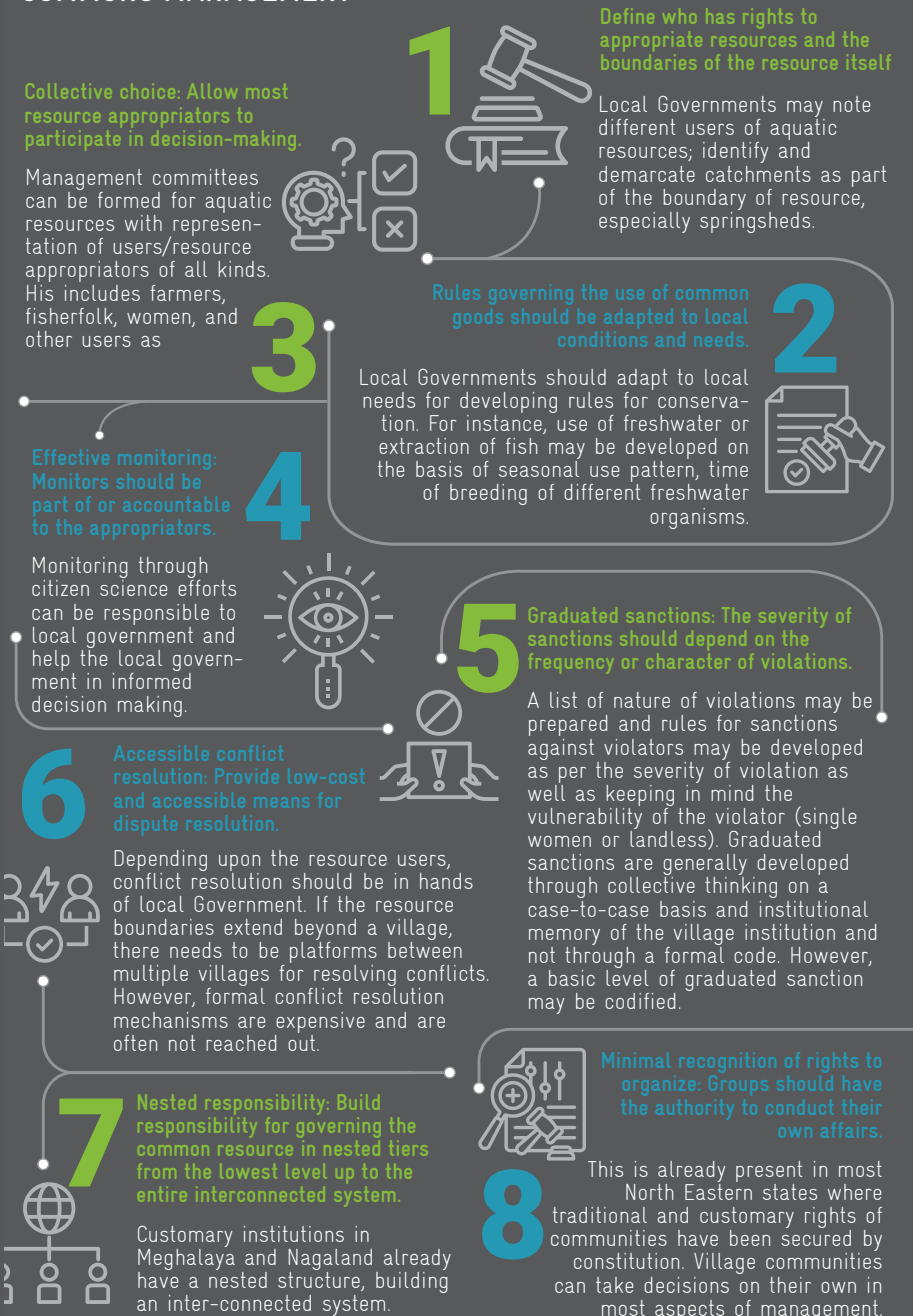 COMMONS MANAGEMENT
1
Define who has rights to
appropriate resources and the
boundaries of the resource itself
Local Governments may note
different users of aquatic
resources; identify and
demarcate catchments as part
of the boundary of resource,
especially springsheds.
2
Rules governing the use of common
goods should be adapted to local
conditions and needs.
Local Governments should adapt to local
needs for developing rules for conserva-
tion. For instance, use of freshwater or
extraction of fish may be developed on
the basis of seasonal use pattern, time
of breeding of different freshwater
organisms.
3
Collective choice: Allow most
resource appropriators to
participate in decision-making.
Management committees
can be formed for aquatic
resources with represen-
tation of users/resource
appropriators of all kinds.
His includes farmers,
fisherfolk, women, and
other users as
4
Effective monitoring:
Monitors should be
part of or accountable
to the appropriators.
Monitoring through
citizen science efforts
can be responsible to
local government and
help the local govern-
ment in informed
decision making.
5
Graduated sanctions: The severity of
sanctions should depend on the
frequency or character of violations.
A list of nature of violations may be
prepared and rules for sanctions
against violators may be developed
as per the severity of violation as
well as keeping in mind the
vulnerability of the violator (single
women or landless). Graduated
sanctions are generally developed
through collective thinking on a
case-to-case basis and institutional
memory of the village institution and
not through a formal code. However,
a basic level of graduated sanction
may be codified.
6
Accessible conflict
resolution: Provide low-cost
and accessible means for
dispute resolution.
Depending upon the resource users,
conflict resolution should be in hands
of local Government. If the resource
boundaries extend beyond a village,
there needs to be platforms between
multiple villages for resolving conflicts.
However, formal conflict resolution
mechanisms are expensive and are
often not reached out.
7
Nested responsibility: Build
responsibility for governing the
common resource in nested tiers
from the lowest level up to the
entire interconnected system.
Customary institutions in
Meghalaya and Nagaland already
have a nested structure, building
an inter-connected system.
8
Minimal recognition of rights to
organize: Groups should have
the authority to conduct their
own affairs.
This is already present in most
North Eastern states where
traditional and customary rights of
communities have been secured by
constitution. Village communities
can take decisions on their own in
most aspects of management.